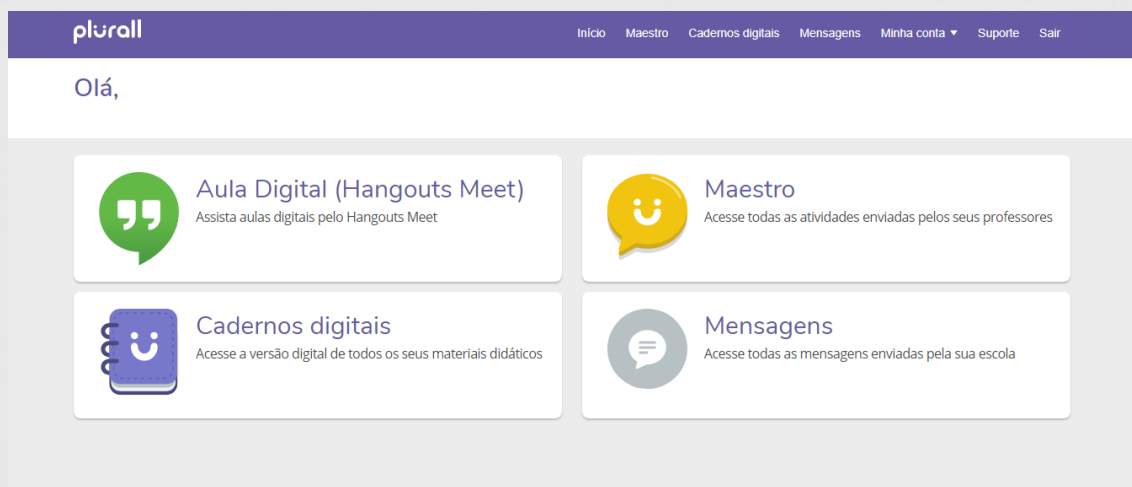 plurall
Início Maestro Cadernos digitais Mensagens Minha conta ▼ Suporte Sair
Olá,
Aula Digital (Hangouts Meet)
Assista aulas digitais pelo Hangouts Meet
Maestro
Acesse todas as atividades enviadas pelos seus professores
Cadernos digitais
Acesse a versão digital de todos os seus materiais didáticos
Mensagens
Acesse todas as mensagens enviadas pela sua escola